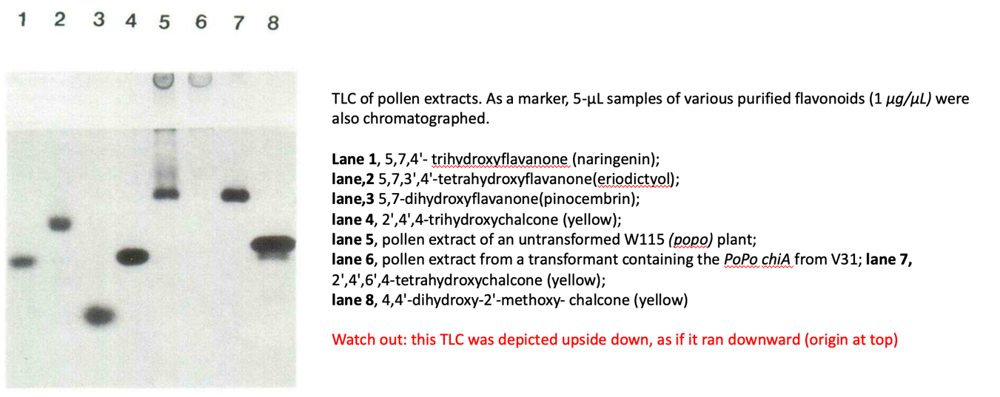 1 2 3 4 5 6 7 8
TLC of pollen extracts. As a marker, 5-µL samples of various purified flavonoids (1 µg/µL) were
also chromatographed.
Lane 1, 5,7,4'- trihydroxyflavanone (naringenin);
lane,2 5,7,3',4'-tetrahydroxyflavanone(eriodictyol);
lane,3 5,7-dihydroxyflavanone(pinocembrin);
lane 4, 2',4',4-trihydroxychalcone (yellow);
lane 5, pollen extract of an untransformed W115 (popo) plant;
lane 6, pollen extract from a transformant containing the PoPo chiA from V31; lane 7,
2',4',6',4-tetrahydroxychalcone (yellow);
lane 8, 4,4'-dihydroxy-2'-methoxy- chalcone (yellow)
Watch out: this TLC was depicted upside down, as if it ran downward (origin at top)